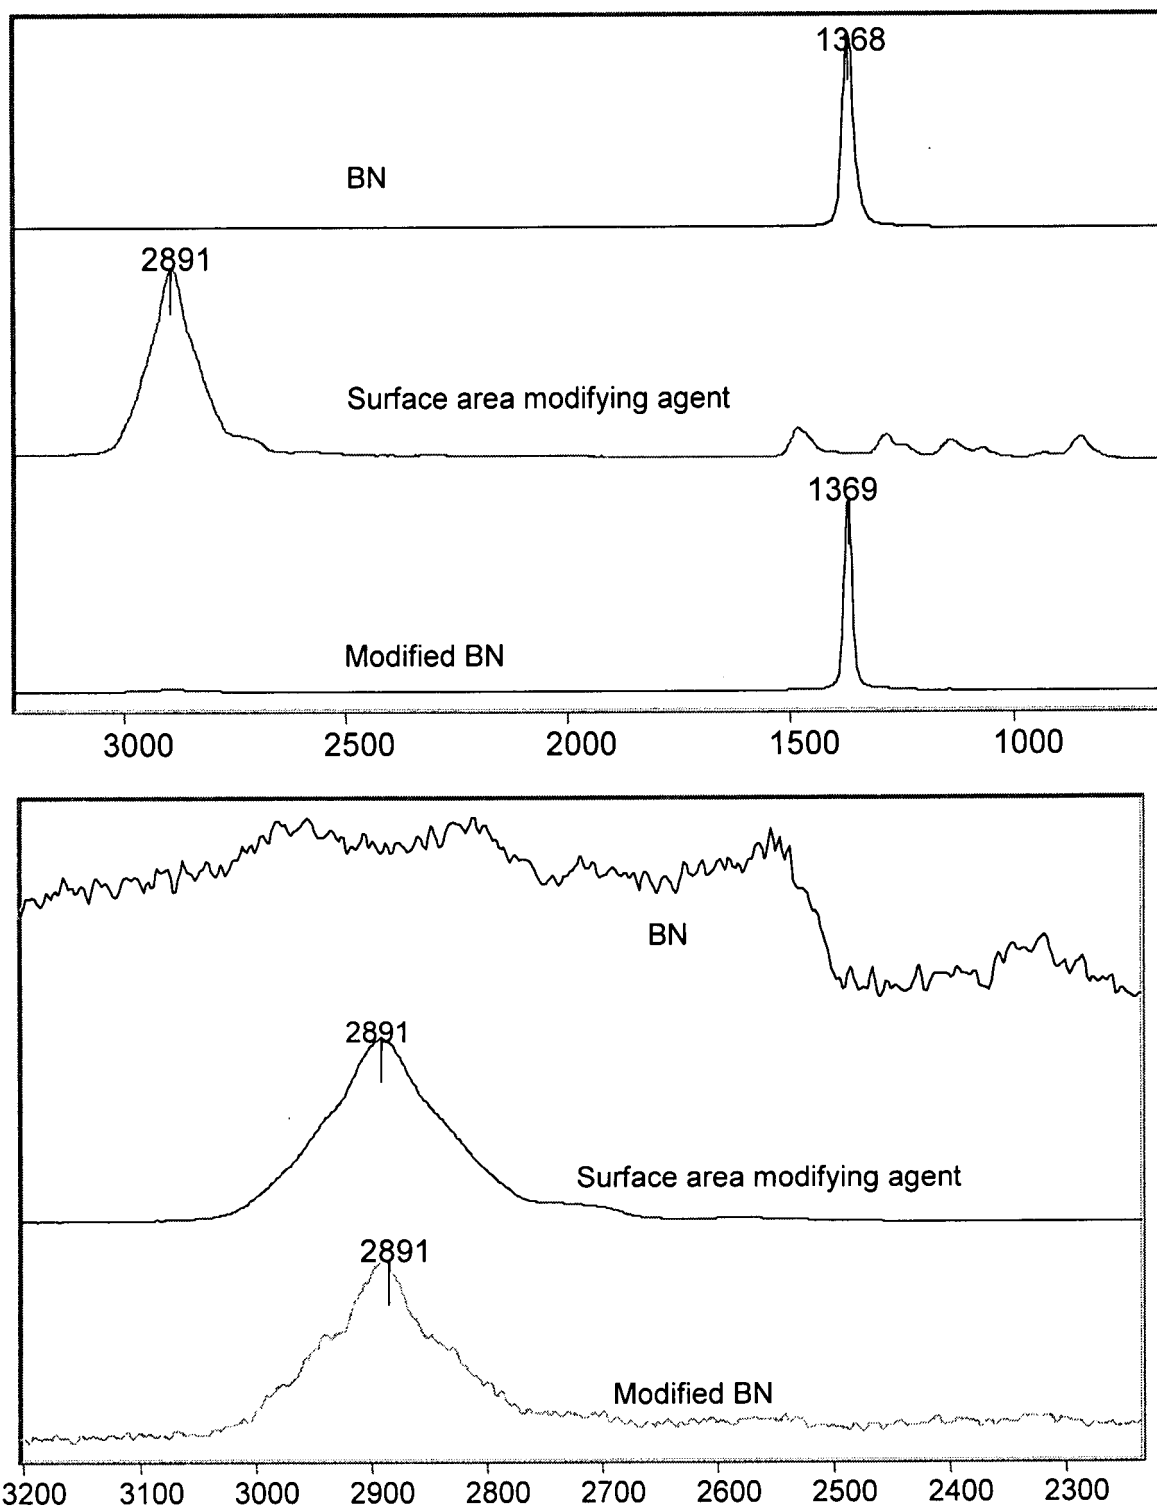 1368
BN
2891
Surface area modifying agent
1369
Modified BN
3000 2500 2000 1500 1000
BN
2891
Surface area modifying agent
2891
Modified BN
3200 3100 3000 2900 2800 2700 2600 2500 2400 2300